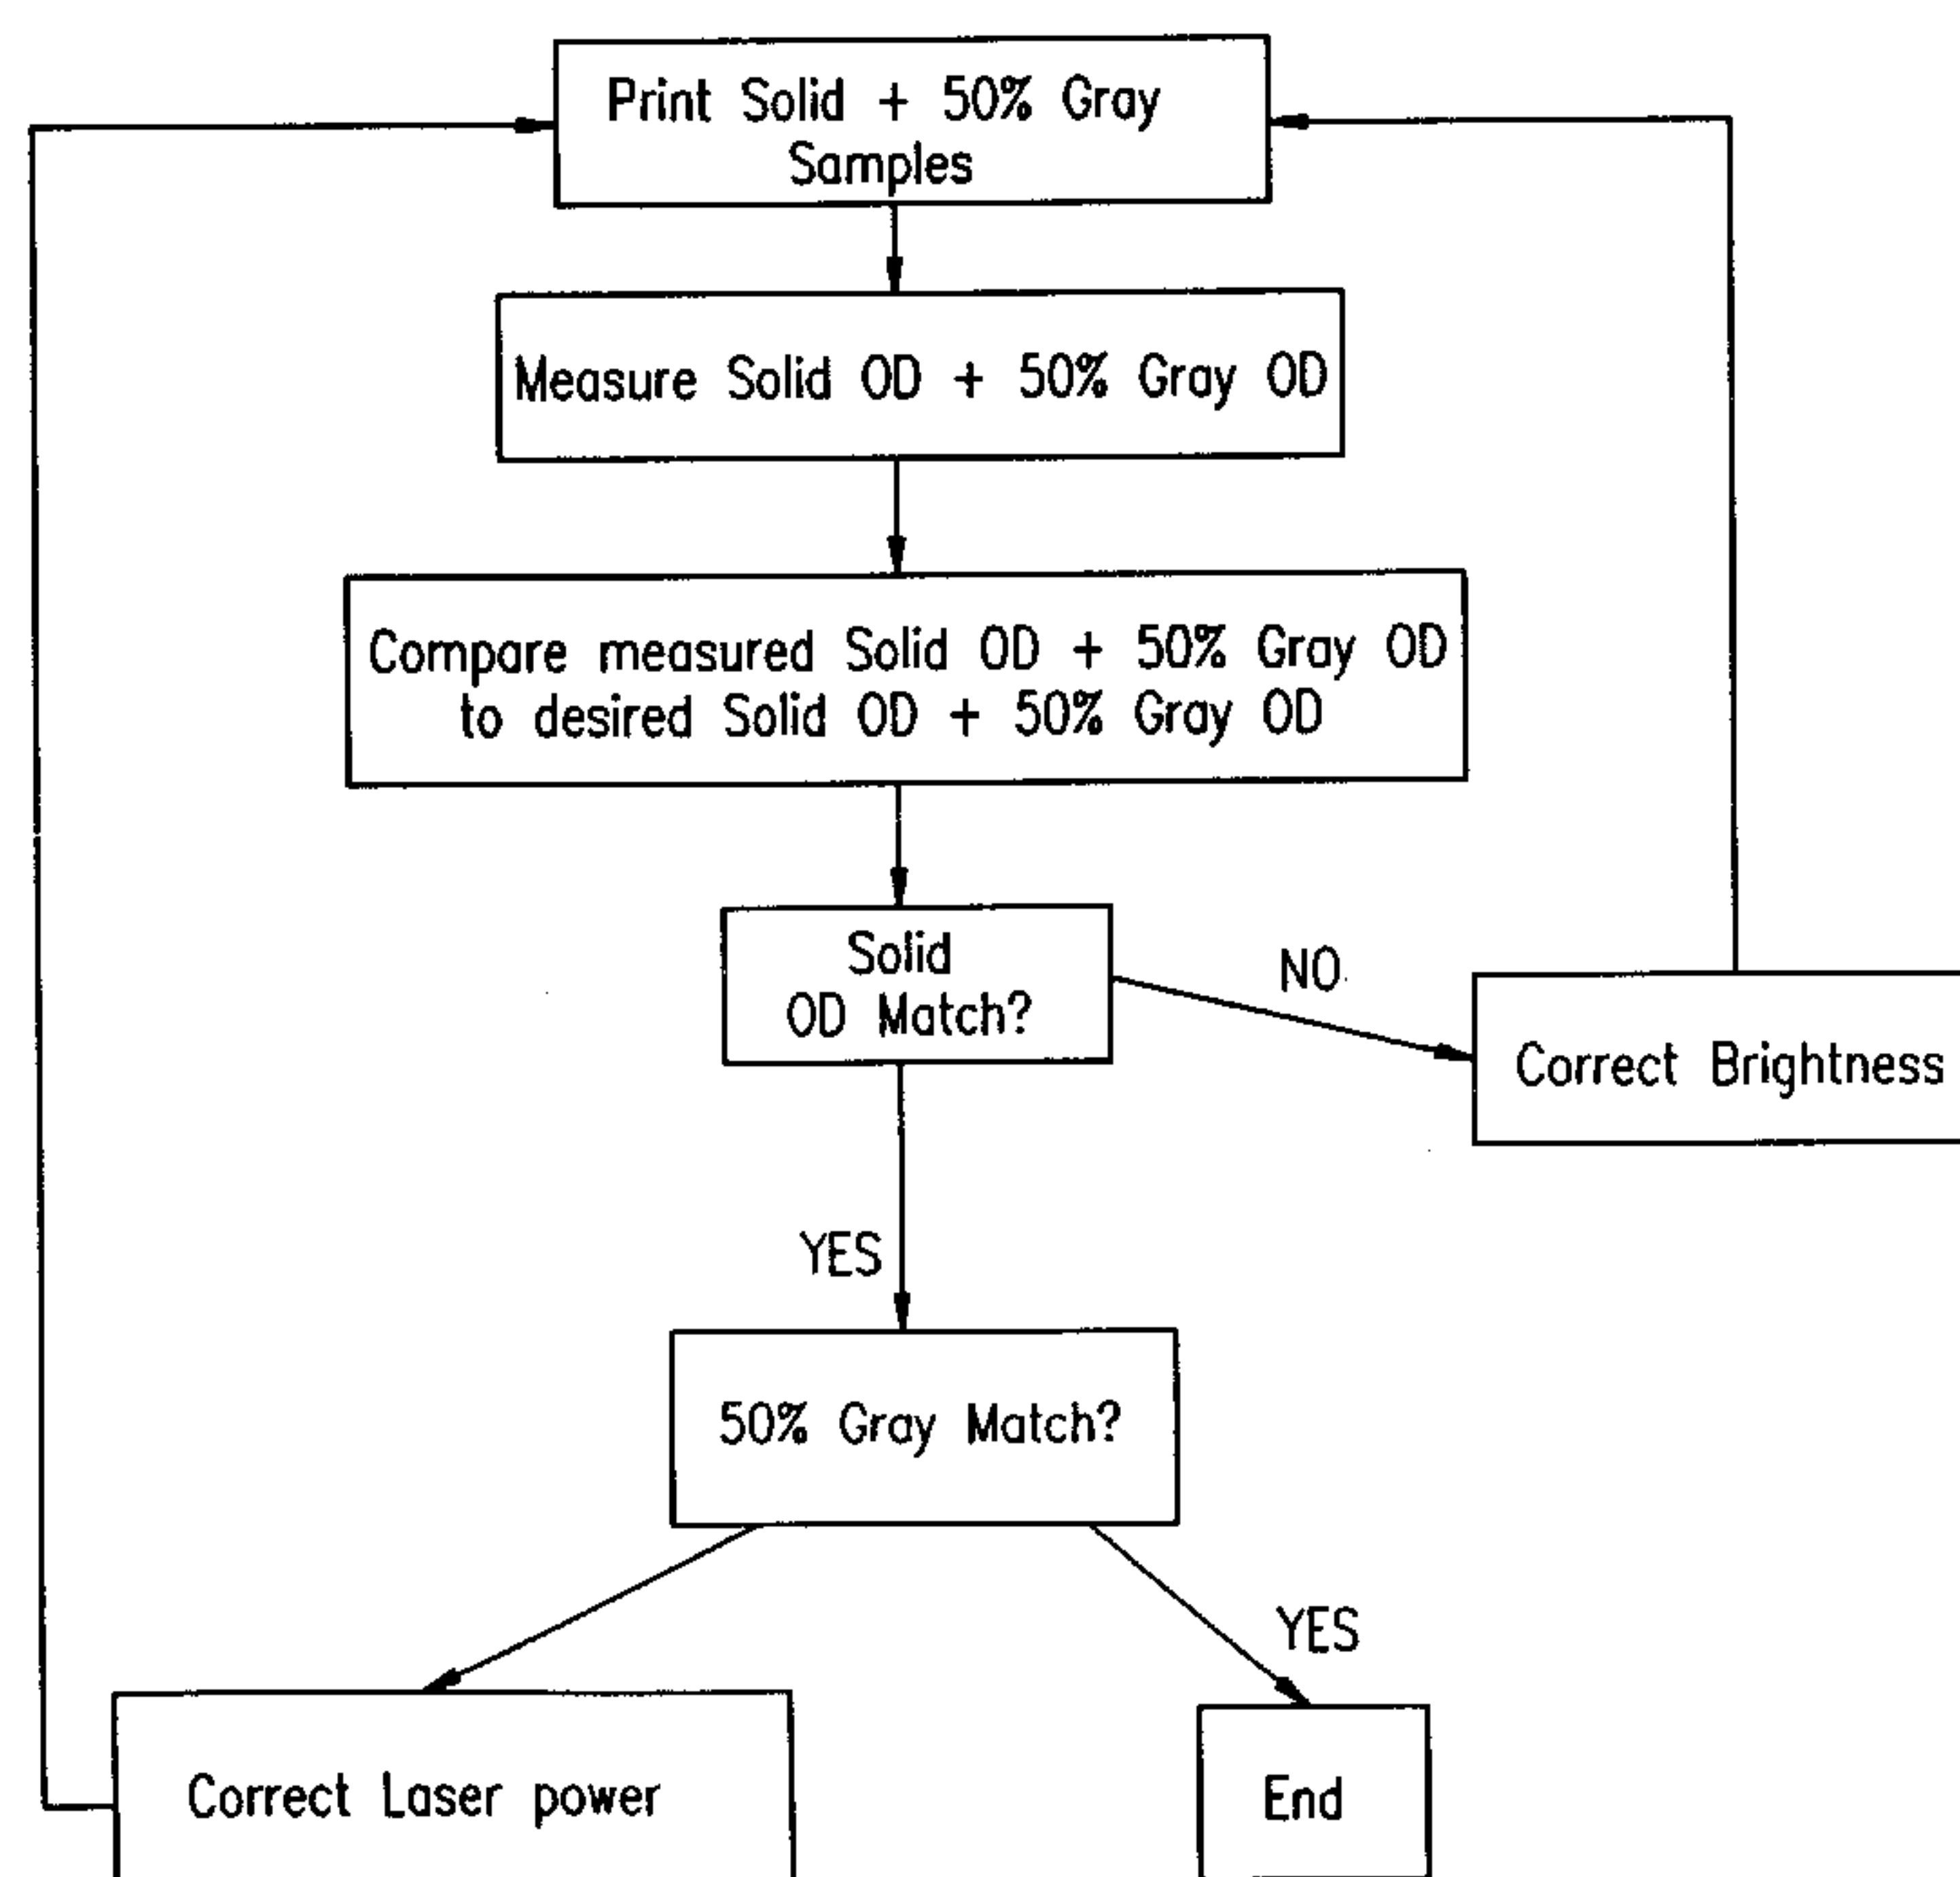 Print Solid + 50% Gray
Samples
Measure Solid OD + 50% Gray OD
Compare measured Solid OD + 50% Gray OD
to desired Solid OD + 50% Gray OD
Solid
OD Match?
NO
Correct Brightness
YES
50% Gray Match?
YES
Correct Laser power
End